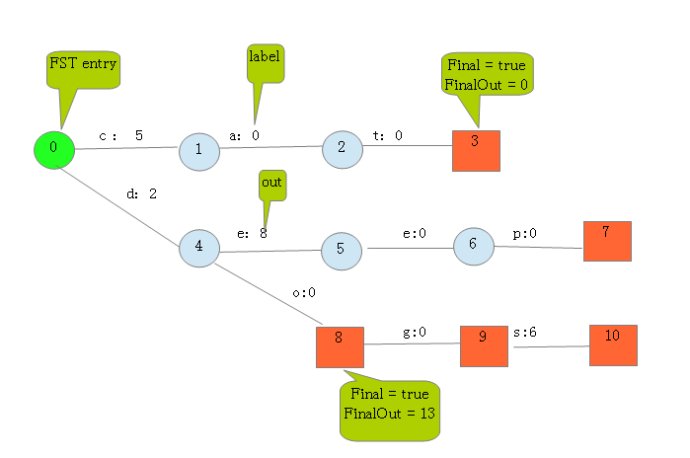 FST entry
label
Final = true
FinalOut = 0
c : 5
a: 0
t: 0
0
1
2
3
d: 2
out
e: 8
e:0
p:0
4
5
6
7
o:0
g:0
s:6
8
9
10
Final = true
FinalOut = 13